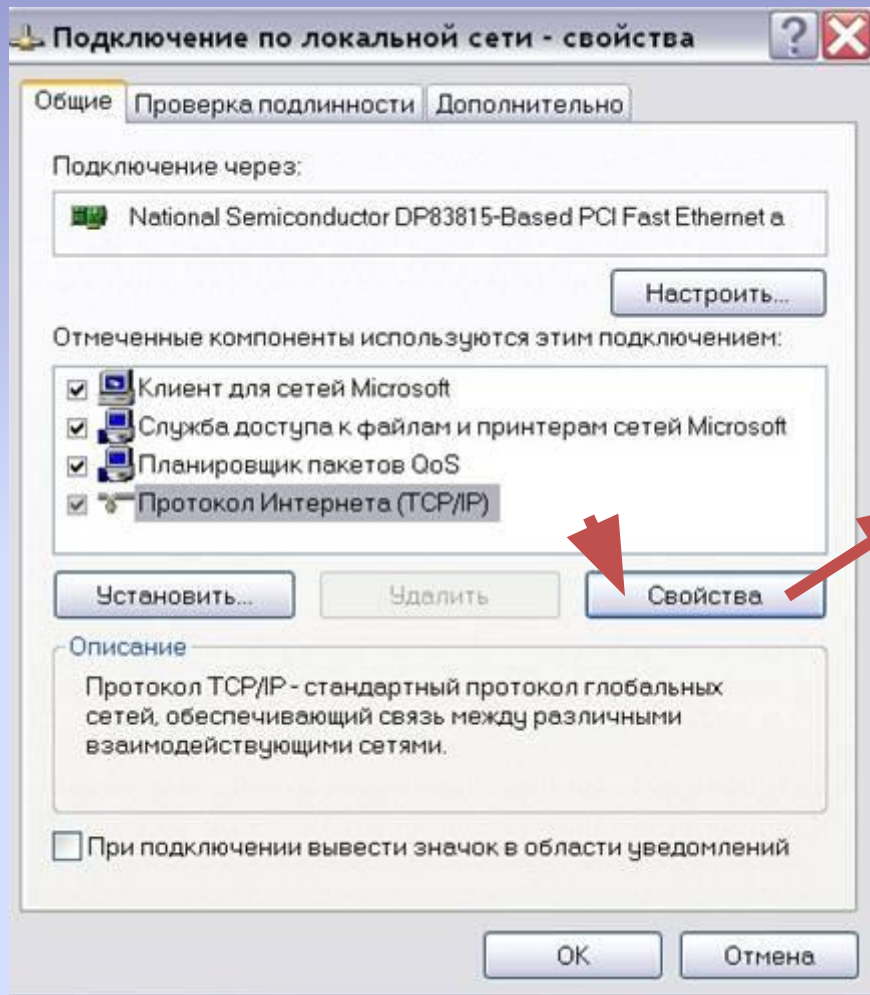 Подключение по локальной сети - свойства
Общие Проверка подлинности Дополнительно
Подключение через:
National Semiconductor DP83815-Based PCI Fast Ethernet a
Настроить...
Отмеченные компоненты используются этим подключением:
Клиент для сетей Microsoft
Служба доступа к файлам и принтерам сетей Microsoft
Планировщик пакетов QoS
Протокол Интернета (TCP/IP)
Установить... Удалить Свойства
Описание
Протокол TCP/IP - стандартный протокол глобальных
сетей, обеспечивающий связь между различными
взаимодействующими сетями.
При подключении вывести значок в области уведомлений
OK Отмена